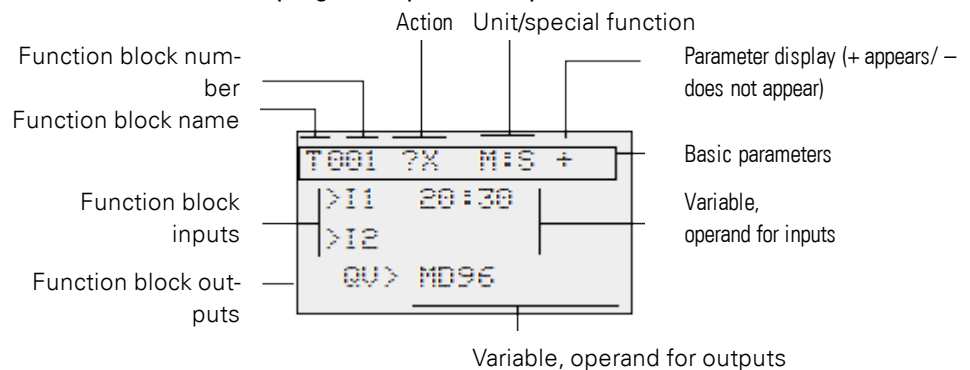 Action Unit/special function
Function block num-
ber
Function block name
Parameter display (+ appears/ –
does not appear)
T001 ?X M:S +
Basic parameters
>I1 20:30
>I2
QV> MD96
Function block
inputs
Variable,
operand for inputs
Function block out-
puts
Variable, operand for outputs